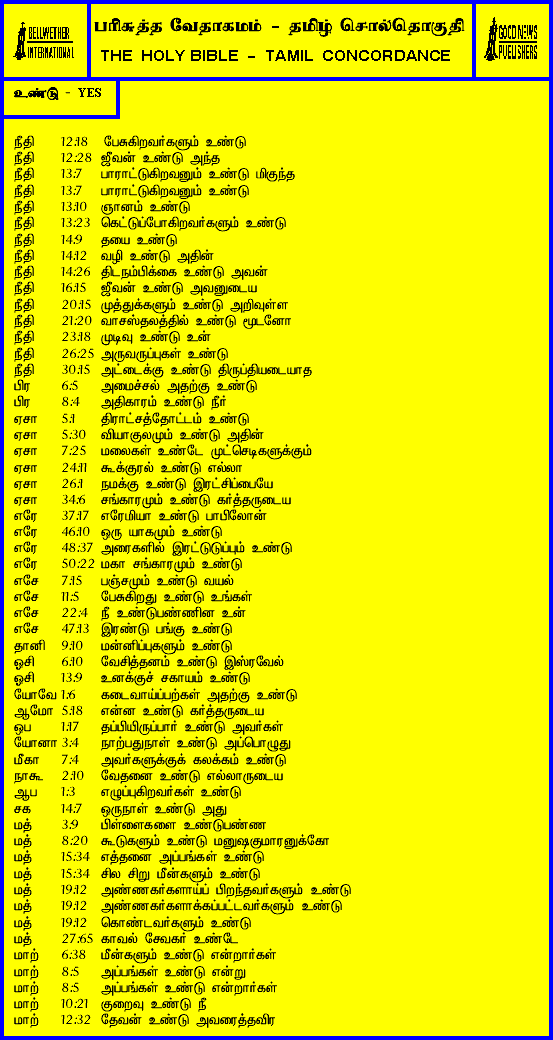 BELLWETHER
INTERNATIONAL
பரிசுத்த வேதாகமம் - தமிழ் சொல்தொகுதி
THE HOLY BIBLE - TAMIL CONCORDANCE
GOOD NEWS
PUBLISHERS
உண்டு - YES
நீதி 12:18 பேசுகிறவர்களும் உண்டு
நீதி 12:28 ஜீவன் உண்டு அந்த
நீதி 13:7 பாராட்டுகிறவனும் உண்டு மிகுந்த
நீதி 13:7 பாராட்டுகிறவனும் உண்டு
நீதி 13:10 ஞானம் உண்டு
நீதி 13:23 கெட்டுப்போகிறவர்களும் உண்டு
நீதி 14:9 தயை உண்டு
நீதி 14:12 வழி உண்டு அதின்
நீதி 14:26 திடநம்பிக்கை உண்டு அவன்
நீதி 16:15 ஜீவன் உண்டு அவனுடைய
நீதி 20:15 முத்துக்களும் உண்டு அறிவுள்ள
நீதி 21:20 வாசஸ்தலத்தில் உண்டு மூடனோ
நீதி 23:18 முடிவு உண்டு உன்
நீதி 26:25 அருவருப்புகள் உண்டு
நீதி 30:15 அட்டைக்கு உண்டு திருப்தியடையாத
பிர 6:5 அமைச்சல் அதற்கு உண்டு
பிர 8:4 அதிகாரம் உண்டு நீர்
ஏசா 5:1 திராட்சத்தோட்டம் உண்டு
ஏசா 5:30 வியாகுலமும் உண்டு அதின்
ஏசா 7:25 மலைகள் உண்டே முட்செடிகளுக்கும்
ஏசா 24:11 கூக்குரல் உண்டு எல்லா
ஏசா 26:1 நமக்கு உண்டு இரட்சிப்பையே
ஏசா 34:6 சங்காரமும் உண்டு கர்த்தருடைய
எரே 37:17 எரேமியா உண்டு பாபிலோன்
எரே 46:10 ஒரு யாகமும் உண்டு
எரே 48:37 அரைகளில் இரட்டுடுப்பும் உண்டு
எரே 50:22 மகா சங்காரமும் உண்டு
எசே 7:15 பஞ்சமும் உண்டு வயல்
எசே 11:5 பேசுகிறது உண்டு உங்கள்
எசே 22:4 நீ உண்டுபண்ணின உன்
எசே 47:13 இரண்டு பங்கு உண்டு
தானி 9:10 மன்னிப்புகளும் உண்டு
ஓசி 6:10 வேசித்தனம் உண்டு இஸ்ரவேல்
ஓசி 13:9 உனக்குச் சகாயம் உண்டு
யோவே 1:6 கடைவாய்ப்பற்கள் அதற்கு உண்டு
ஆமோ 5:18 என்ன உண்டு கர்த்தருடைய
ஒப 1:17 தப்பியிருப்பார் உண்டு அவர்கள்
யோனா 3:4 நாற்பதுநாள் உண்டு அப்பொழுது
மீகா 7:4 அவர்களுக்குக் கலக்கம் உண்டு
நாகூ 2:10 வேதனை உண்டு எல்லாருடைய
ஆப 1:3 எழுப்புகிறவர்கள் உண்டு
சக 14:7 ஒருநாள் உண்டு அது
மத் 3:9 பிள்ளைகளை உண்டுபண்ண
மத் 8:20 கூடுகளும் உண்டு மனுஷகுமாரனுக்கோ
மத் 15:34 எத்தனை அப்பங்கள் உண்டு
மத் 15:34 சில சிறு மீன்களும் உண்டு
மத் 19:12 அண்ணகர்களாய்ப் பிறந்தவர்களும் உண்டு
மத் 19:12 அண்ணகர்களாக்கப்பட்டவர்களும் உண்டு
மத் 19:12 கொண்டவர்களும் உண்டு
மத் 27:65 காவல் சேவகர் உண்டே
மாற் 6:38 மீன்களும் உண்டு என்றார்கள்
மாற் 8:5 அப்பங்கள் உண்டு என்று
மாற் 8:5 அப்பங்கள் உண்டு என்றார்கள்
மாற் 10:21 குறைவு உண்டு நீ
மாற் 12:32 தேவன் உண்டு அவரைத்தவிர